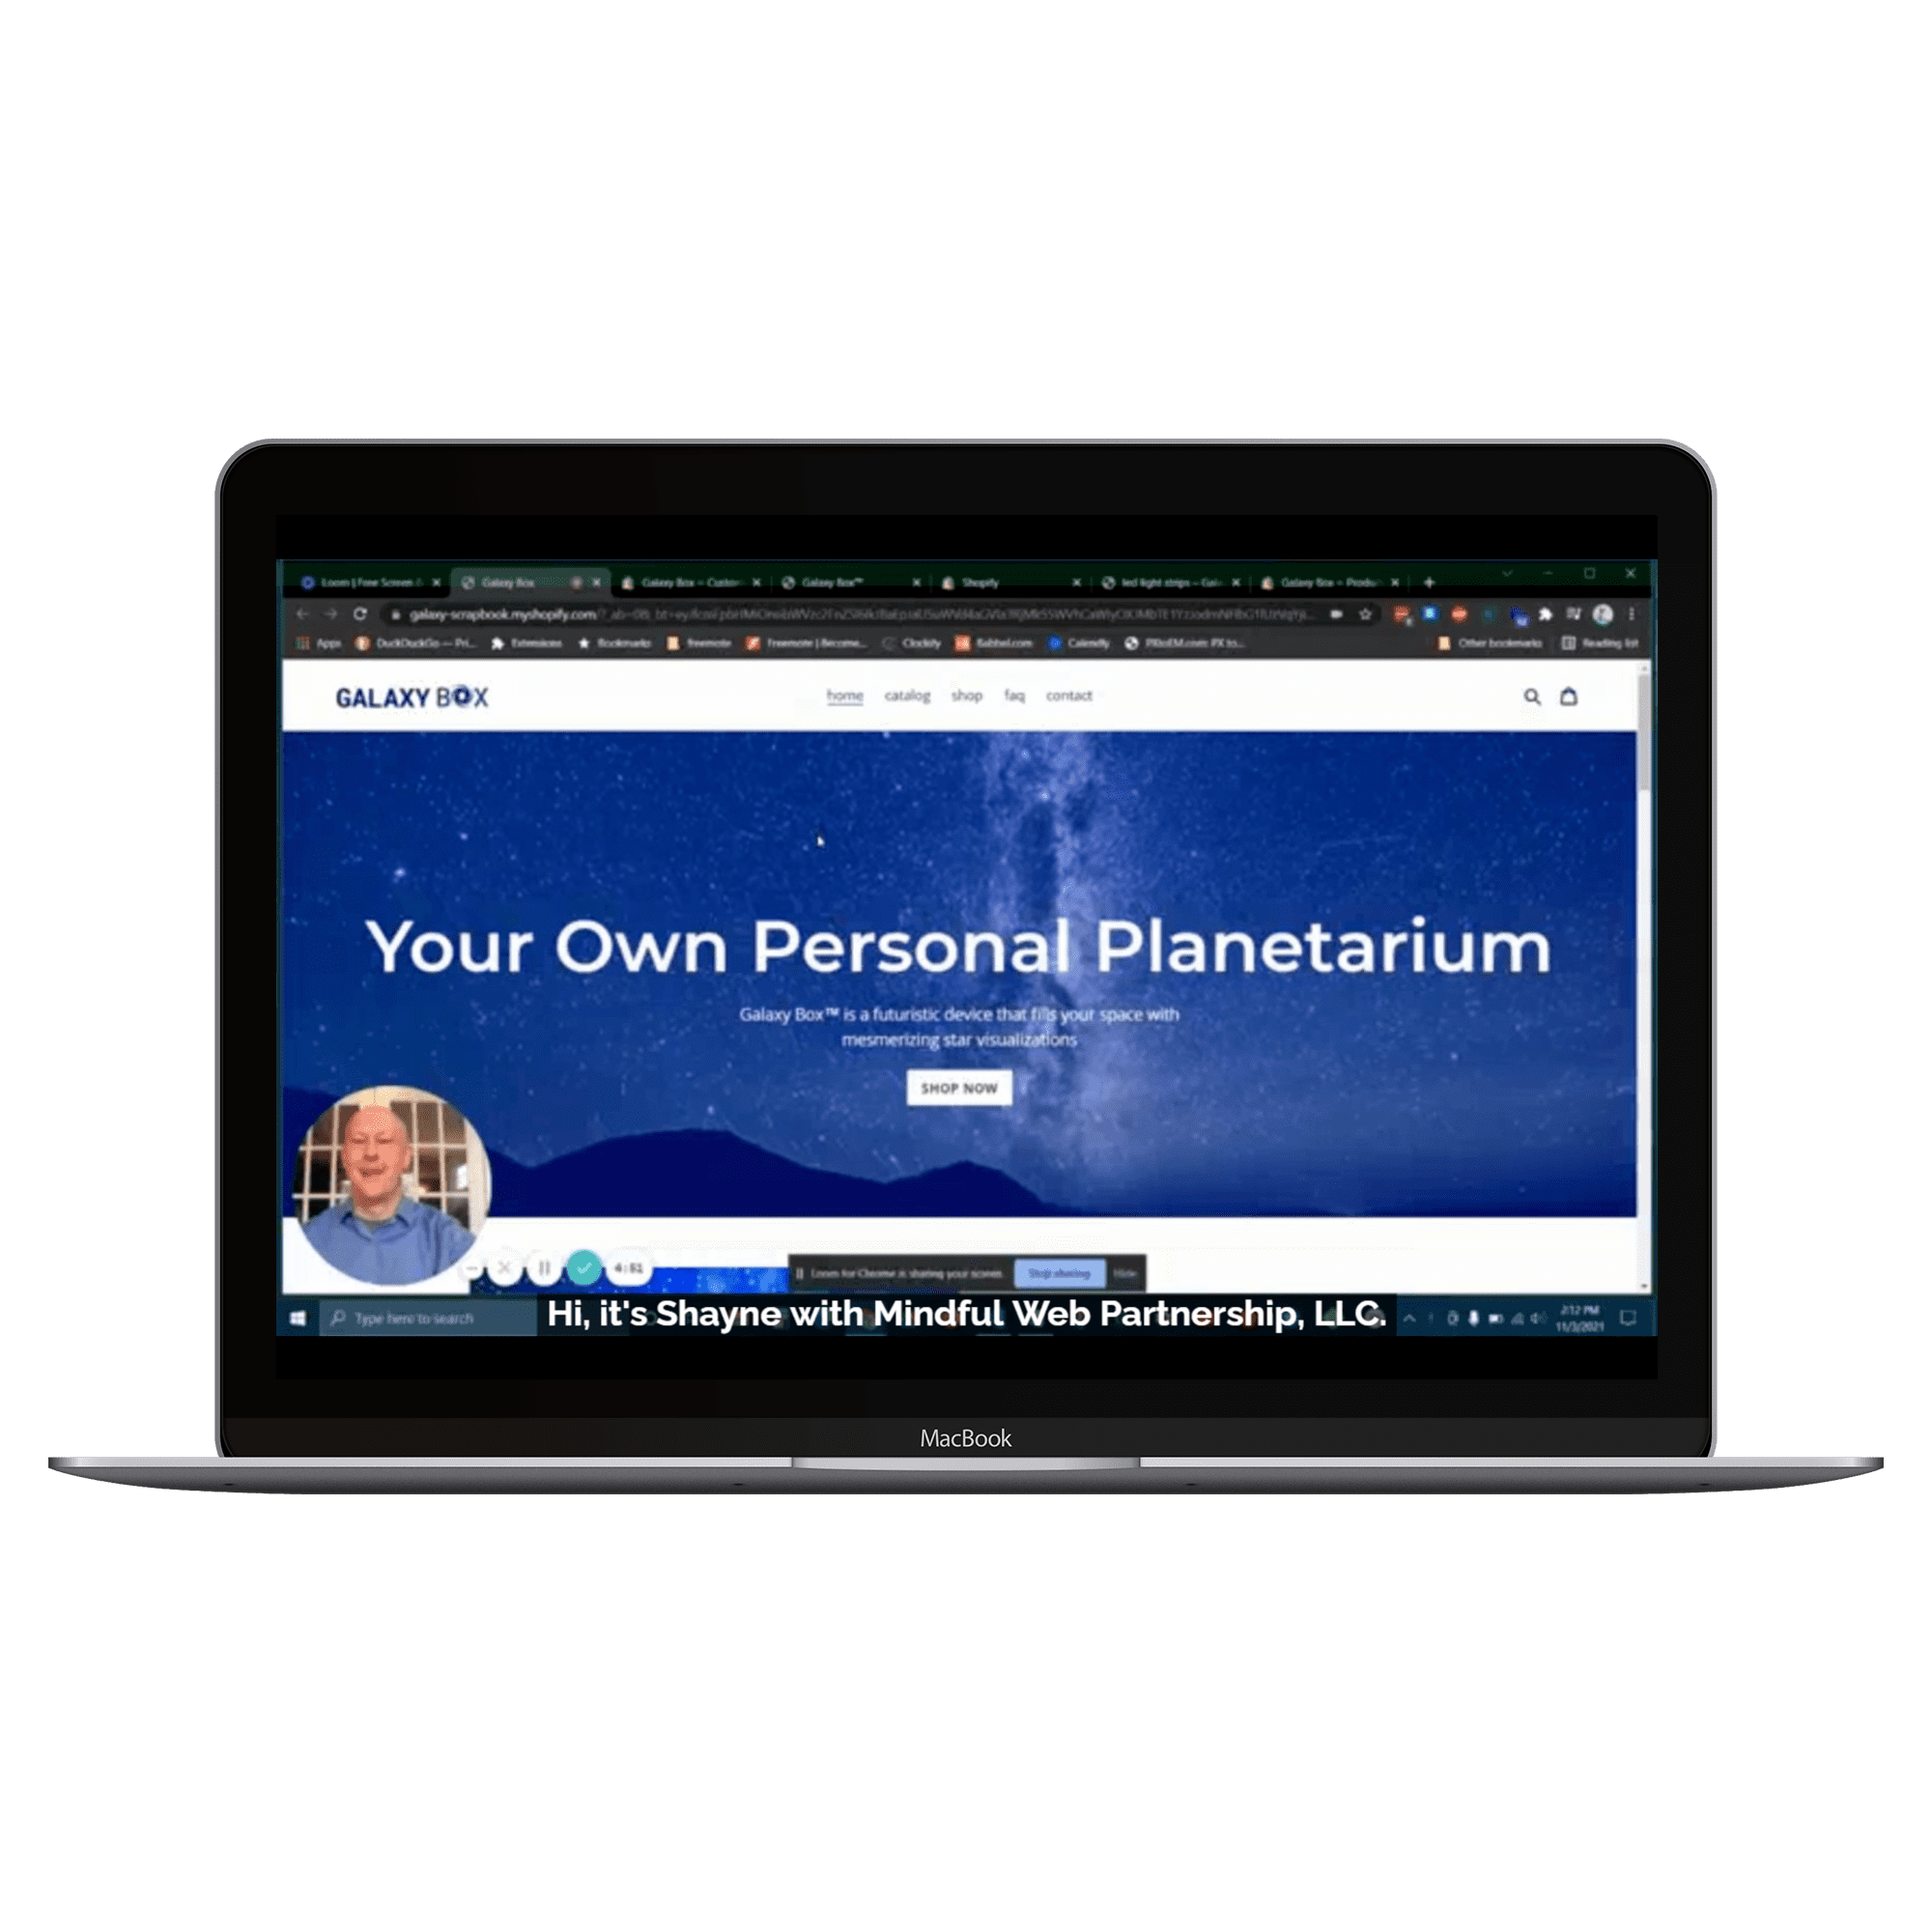 Loom | Free Screen &
Galaxy Box
Galaxy Box ~ Custom
Galaxy Box™
Shopify
led light strips – Gal
Galaxy Box ~ Produ
galaxy-scrapbook.myshopify.com
Apps
DuckDuckGo — Pri...
Extensions
Bookmarks
freemote
Freemote | Become...
Clockify
Babbel.com
Calendly
Other bookmarks
Reading list
GALAXY BOX
home
catalog
shop
faq
contact
Your Own Personal Planetarium
Galaxy Box™ is a futuristic device that fills your space with
mesmerizing star visualizations
SHOP NOW
4:51
Loom for Chrome is sharing your screen.
Stop sharing
Hide
Type here to search
Hi, it's Shayne with Mindful Web Partnership, LLC.
2:12 PM
11/3/2021
MacBook